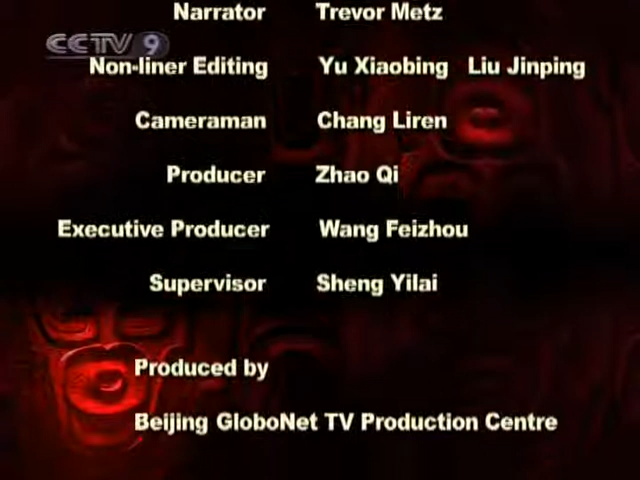 Narrator Trevor Metz
CCTV 9
Non-liner Editing Yu Xiaobing Liu Jinping
Cameraman Chang Liren
Producer Zhao Qi
Executive Producer Wang Feizhou
Supervisor Sheng Yilai
Produced by
Beijing GloboNet TV Production Centre